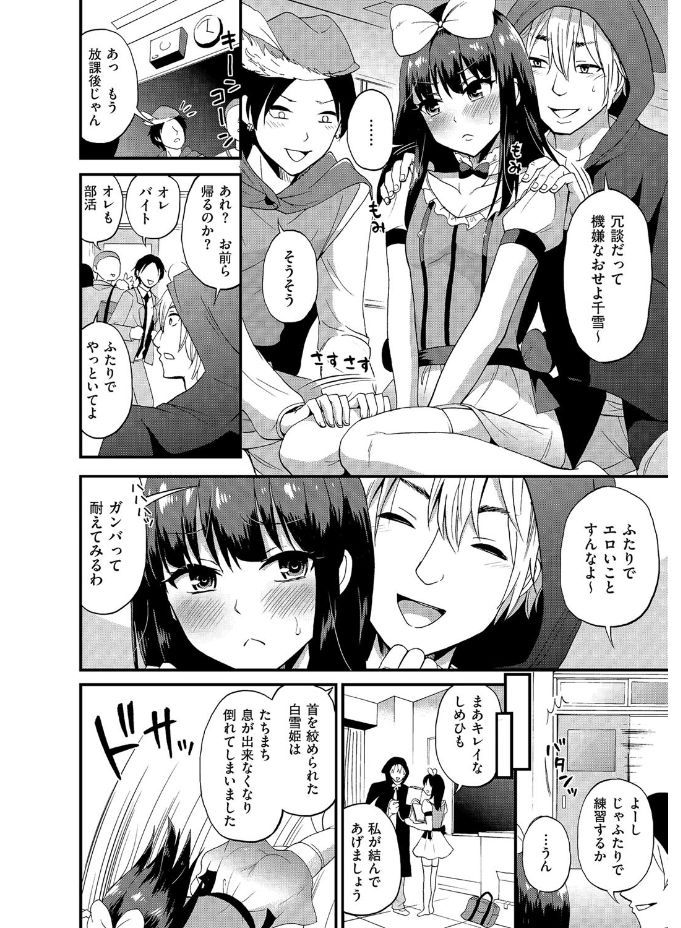 冗談だって
機嫌なおせよ千雪～
もみ
もみ
……
そうそう
さすさす
さすさす
キーン
コーン
あっ　もう
放課後じゃん
あれ？　お前ら
帰るのか？
オレ
バイト
オレも
部活
ふたりで
やっといてよ
ふたりで
エロいこと
すんなよ～
ガンバって
耐えてみるわ
ハハッ
バタン
よーし
じゃふたりで
練習するか
…うん
まあキレイな
しめひも
私が結んで
あげましょう
首を絞められた
白雪姫は
たちまち
息が出来なくなり
倒れてしまいました
ドサッ